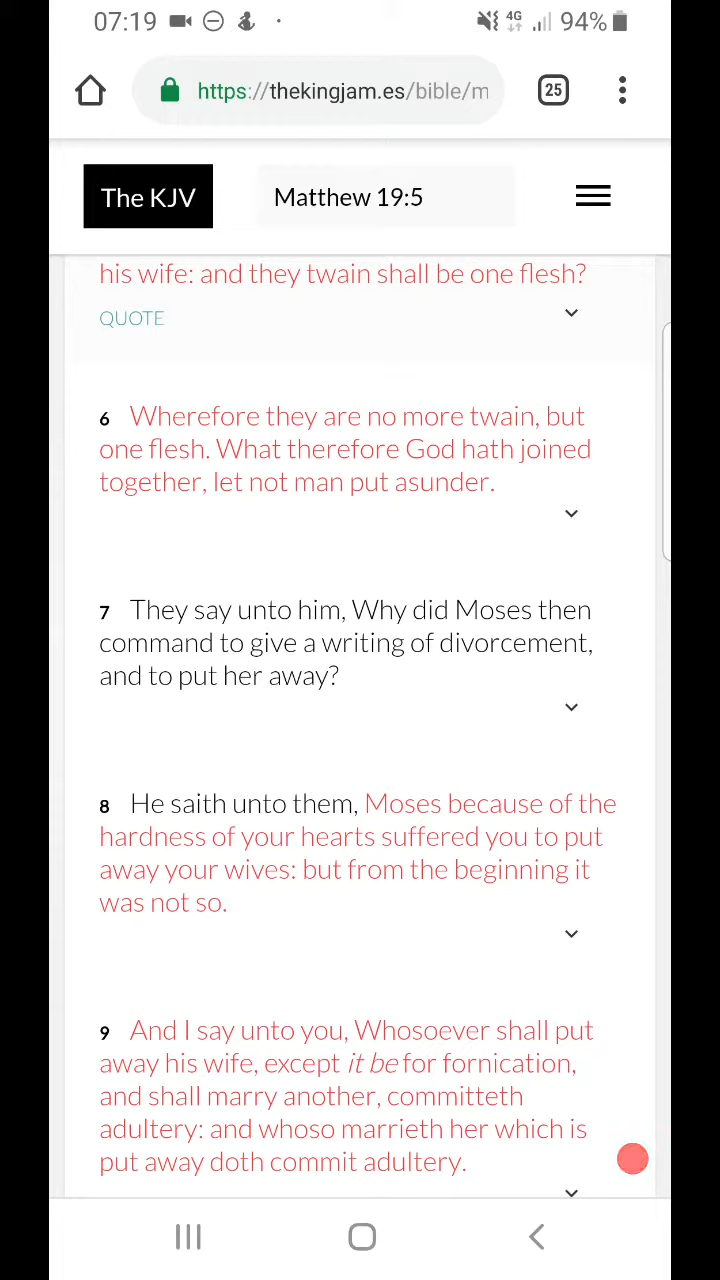 07:19
4G
94%
https://thekingjam.es/bible/m
25
The KJV
Matthew 19:5
his wife: and they twain shall be one flesh?
QUOTE
6 Wherefore they are no more twain, but
one flesh. What therefore God hath joined
together, let not man put asunder.
7 They say unto him, Why did Moses then
command to give a writing of divorcement,
and to put her away?
8 He saith unto them, Moses because of the
hardness of your hearts suffered you to put
away your wives: but from the beginning it
was not so.
9 And I say unto you, Whosoever shall put
away his wife, except it be for fornication,
and shall marry another, committeth
adultery: and whoso marrieth her which is
put away doth commit adultery.